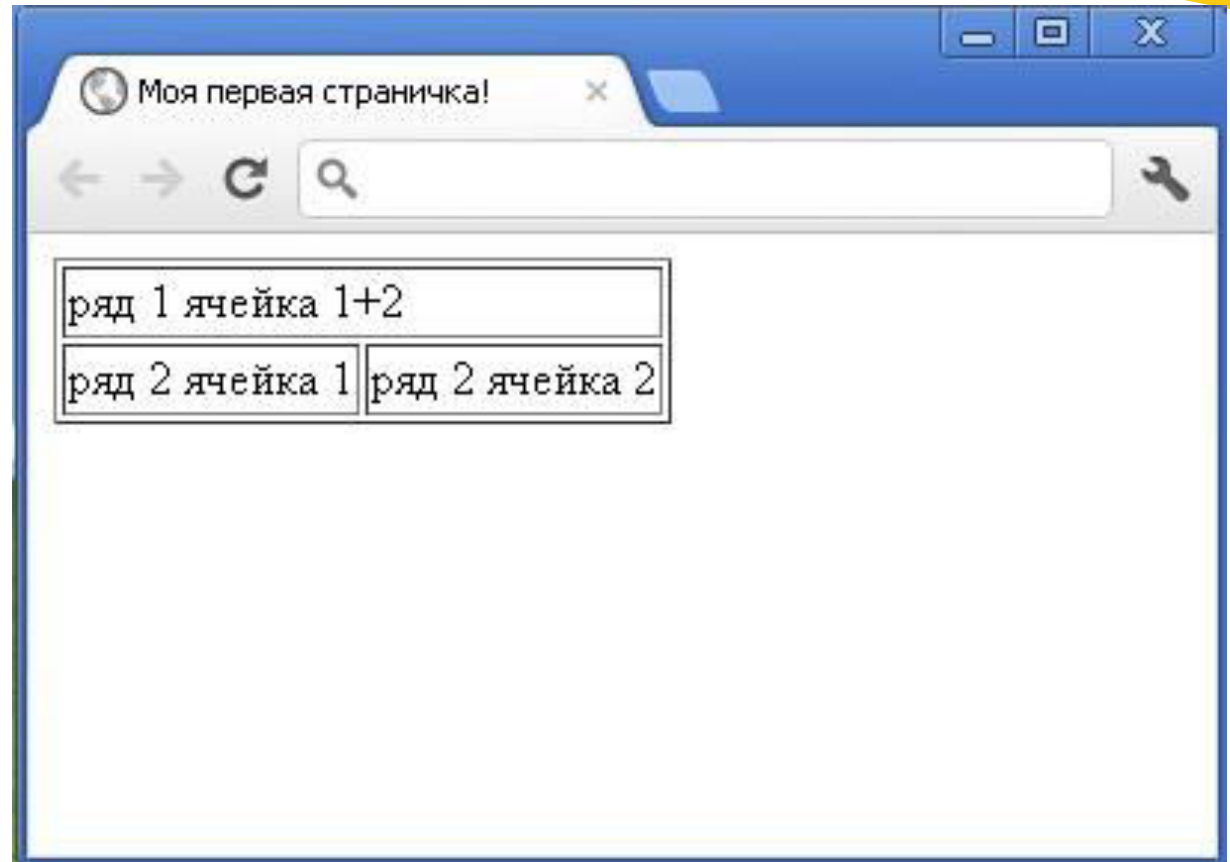 Моя первая страничка!
ряд 1 ячейка 1+2
ряд 2 ячейка 1 ряд 2 ячейка 2